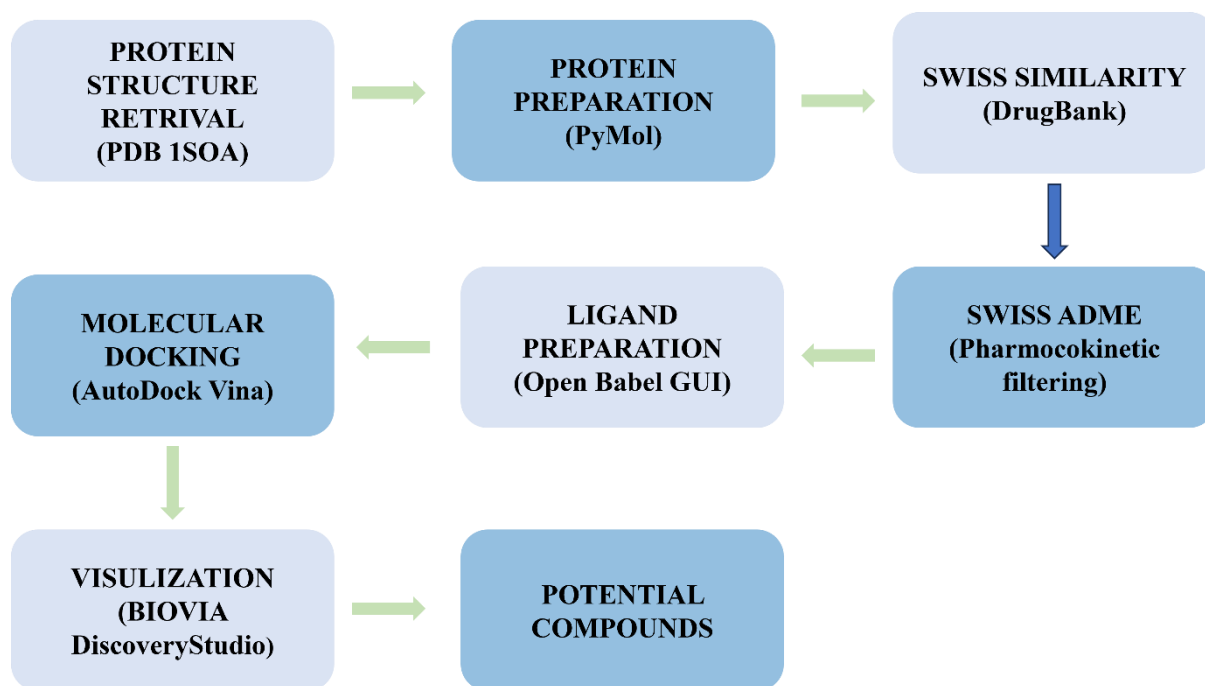 PROTEIN
STRUCTURE
RETRIVAL
(PDB 1SOA)
PROTEIN
PREPARATION
(PyMol)
SWISS SIMILARITY
(DrugBank)
SWISS ADME
(Pharmocokinetic
filtering)
LIGAND
PREPARATION
(Open Babel GUI)
MOLECULAR
DOCKING
(AutoDock Vina)
VISULIZATION
(BIOVIA
DiscoveryStudio)
POTENTIAL
COMPOUNDS